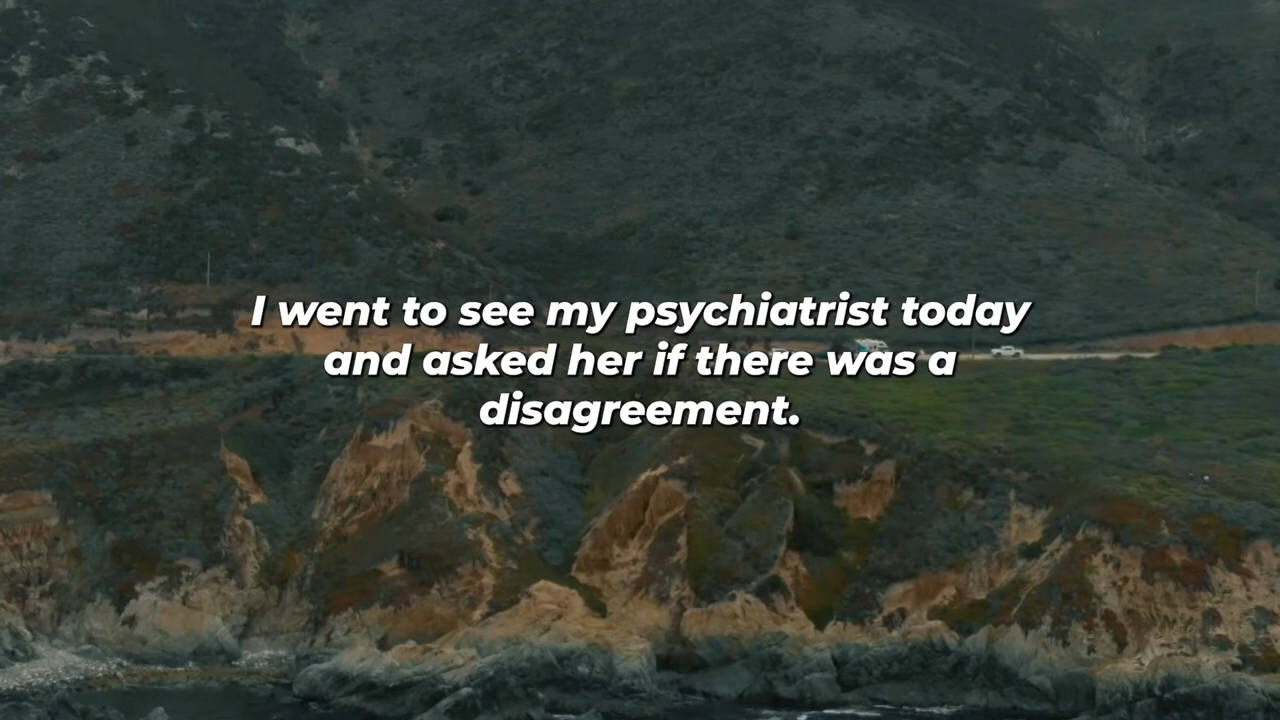 I went to see my psychiatrist today
and asked her if there was a
disagreement.